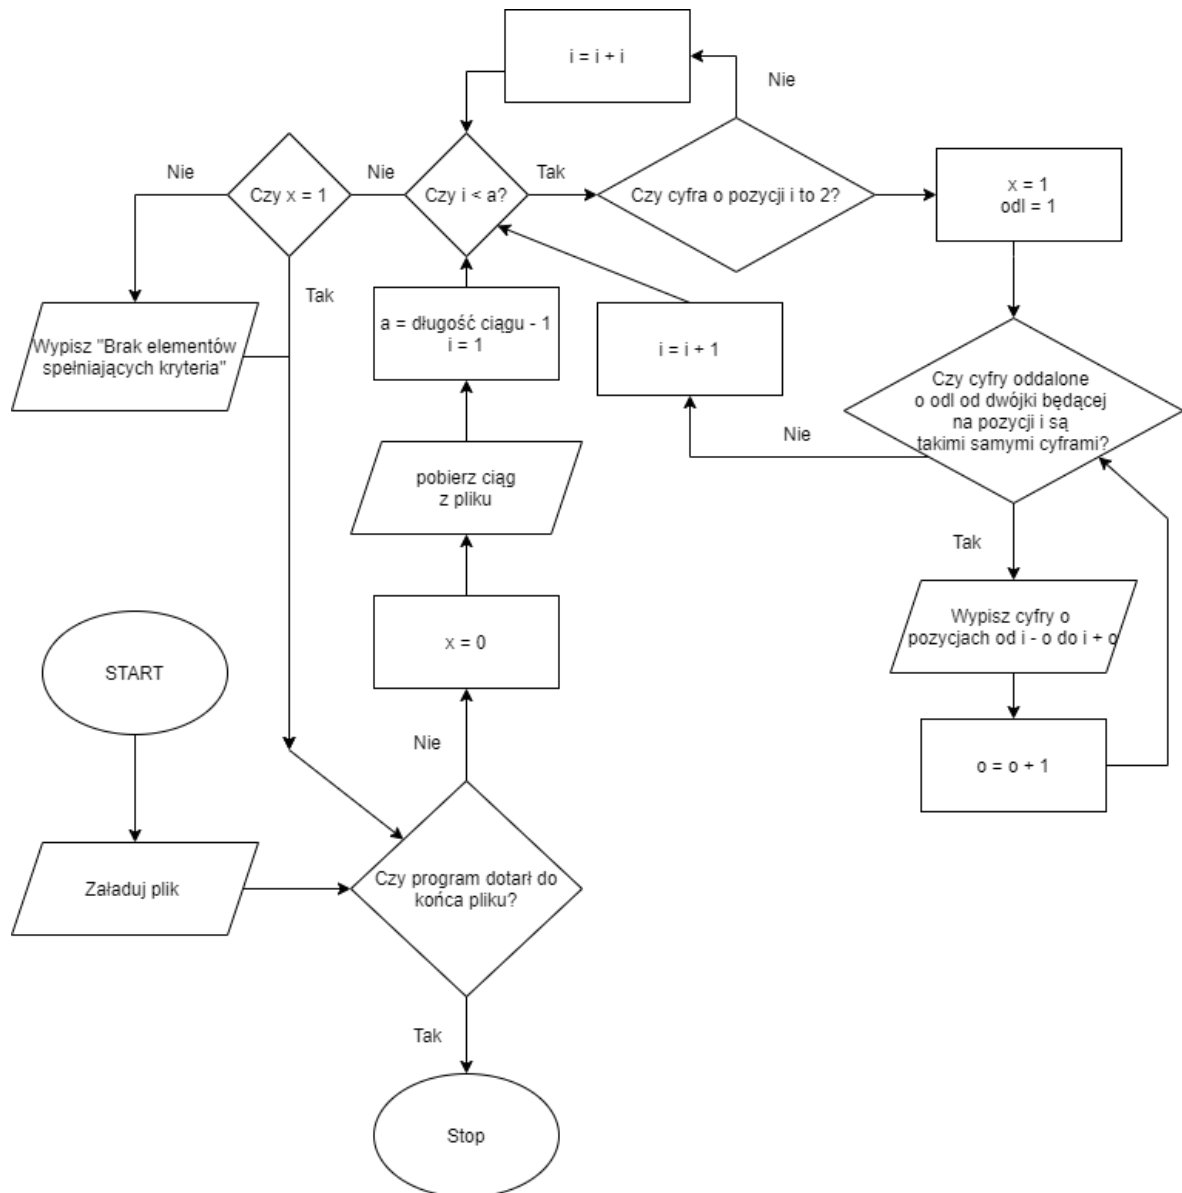 i = i + i
Nie
Nie
Czy x = 1
Nie
Czy i < a?
Tak
Czy cyfra o pozycji i to 2?
x = 1
odl = 1
Tak
Wypisz "Brak elementów
spełniających kryteria"
a = długość ciągu - 1
i = 1
i = i + 1
Czy cyfry oddalone
o odl od dwójki będącej
na pozycji i są
takimi samymi cyframi?
Nie
pobierz ciąg
z pliku
Tak
Wypisz cyfry o
pozycjach od i - o do i + o
x = 0
START
Nie
o = o + 1
Załaduj plik
Czy program dotarł do
końca pliku?
Tak
Stop